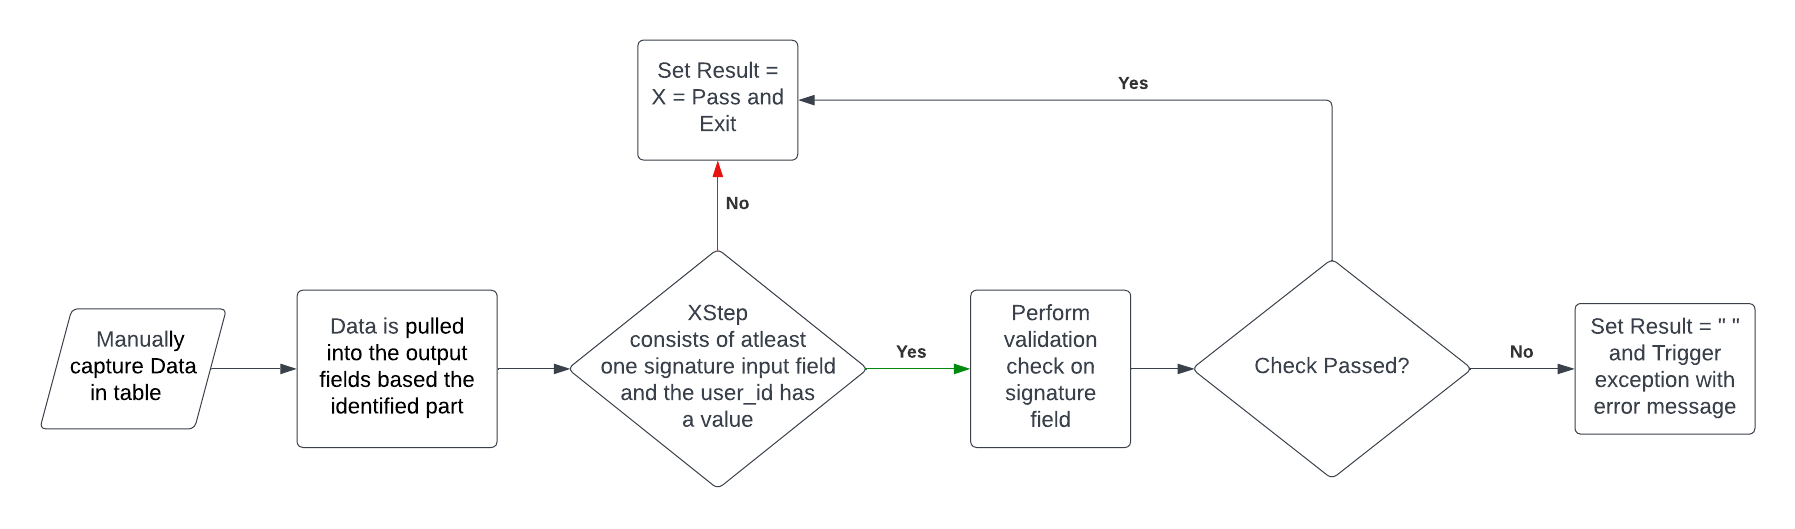 Set Result =
X = Pass and
Exit
Yes
No
Manually
capture Data
in table
Data is pulled
into the output
fields based the
identified part
XStep
consists of atleast
one signature input field
and the user_id has
a value
Yes
Perform
validation
check on
signature
field
Check Passed?
No
Set Result = " "
and Trigger
exception with
error message